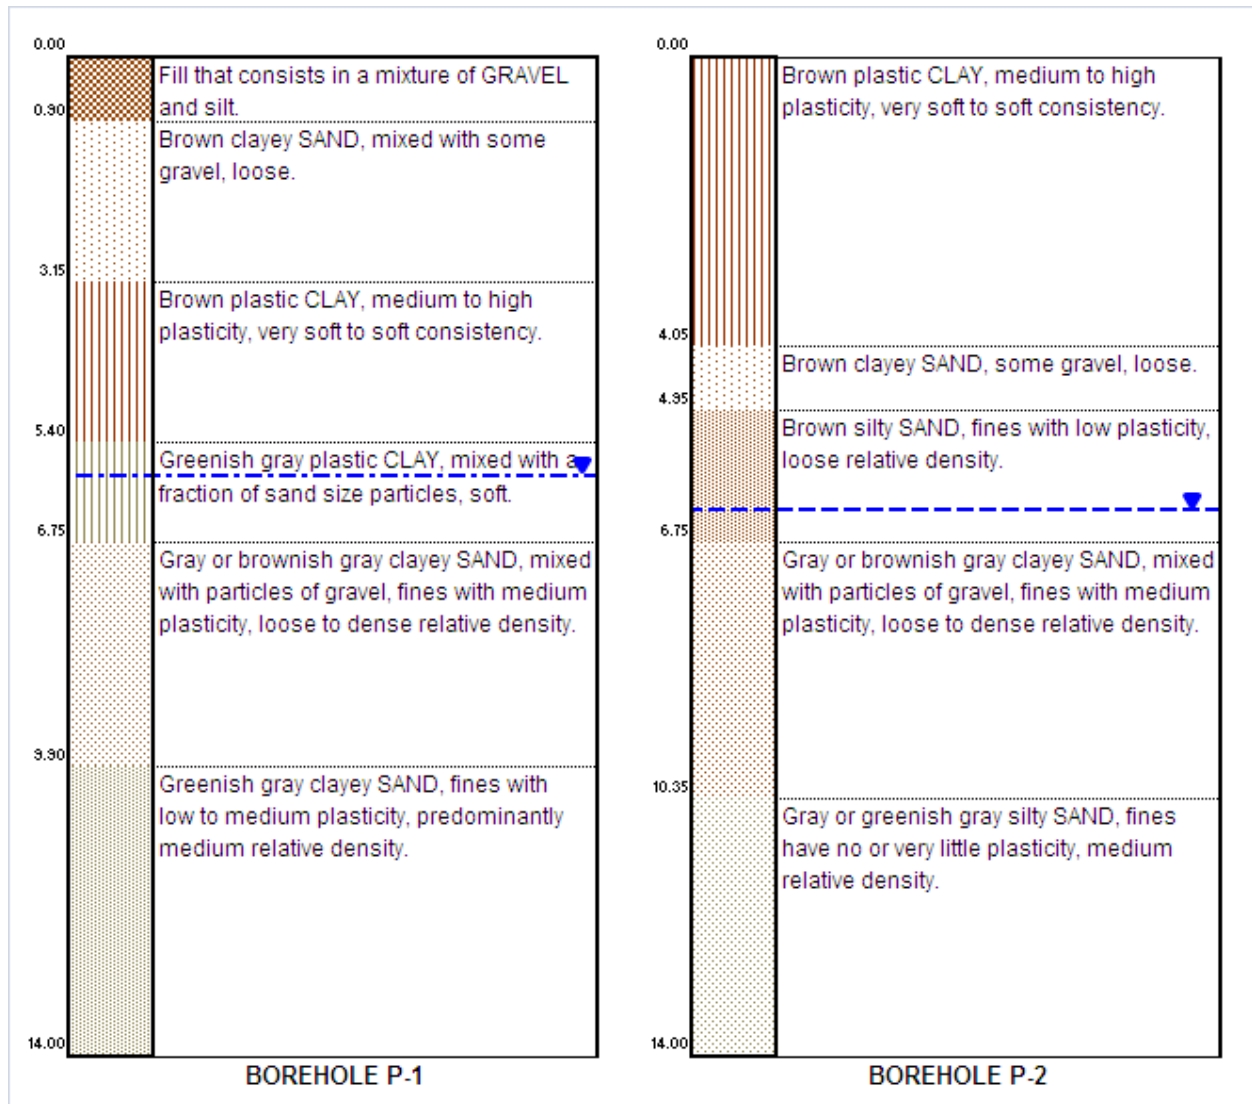 0.00
Fill that consists in a mixture of GRAVEL
and silt.
0.90
Brown clayey SAND, mixed with some
gravel, loose.
3.15
Brown plastic CLAY, medium to high
plasticity, very soft to soft consistency.
5.40
Greenish gray plastic CLAY, mixed with a
fraction of sand size particles, soft.
6.75
Gray or brownish gray clayey SAND, mixed
with particles of gravel, fines with medium
plasticity, loose to dense relative density.
9.90
Greenish gray clayey SAND, fines with
low to medium plasticity, predominantly
medium relative density.
14.00
BOREHOLE P-1
0.00
Brown plastic CLAY, medium to high
plasticity, very soft to soft consistency.
4.05
Brown clayey SAND, some gravel, loose.
4.95
Brown silty SAND, fines with low plasticity,
loose relative density.
6.75
Gray or brownish gray clayey SAND, mixed
with particles of gravel, fines with medium
plasticity, loose to dense relative density.
10.35
Gray or greenish gray silty SAND, fines
have no or very little plasticity, medium
relative density.
14.00
BOREHOLE P-2